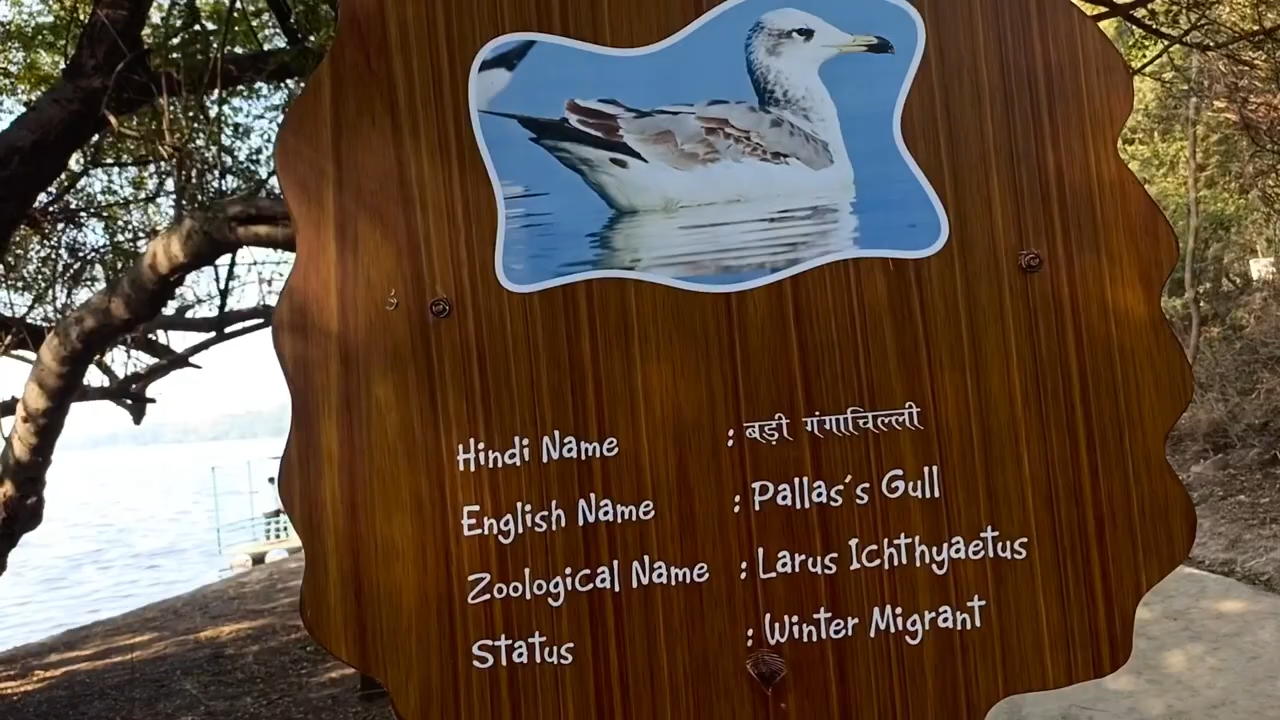 Hindi Name : बड़ी गंगाचिल्ली
English Name : Pallas's Gull
Zoological Name : Larus Ichthyaetus
Status : Winter Migrant